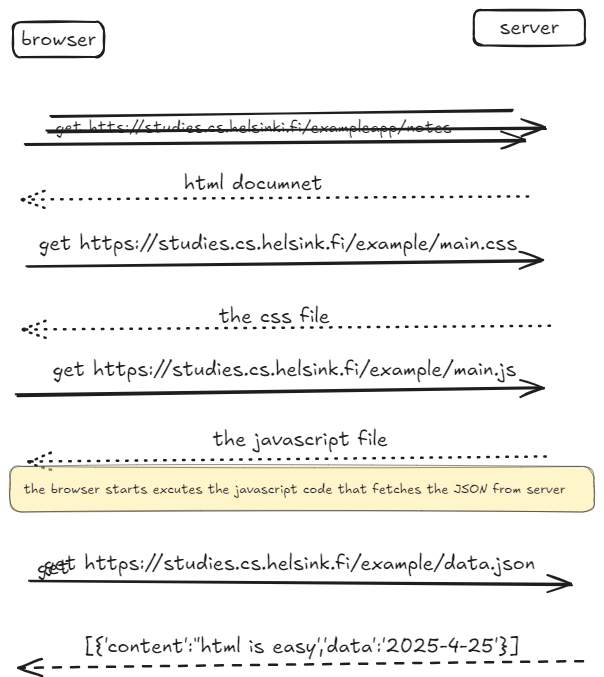 browser
server
get htts://studies.cs.helsinki.fi/exampleapp/notes
html documnet
get https://studies.cs.helsink.fi/example/main.css
the css file
get https://studies.cs.helsink.fi/example/main.js
the javascript file
the browser starts excutes the javascript code that fetches the JSON from server
get https://studies.cs.helsink.fi/example/data.json
[{'content':"html is easy','data':'2025-4-25'}]